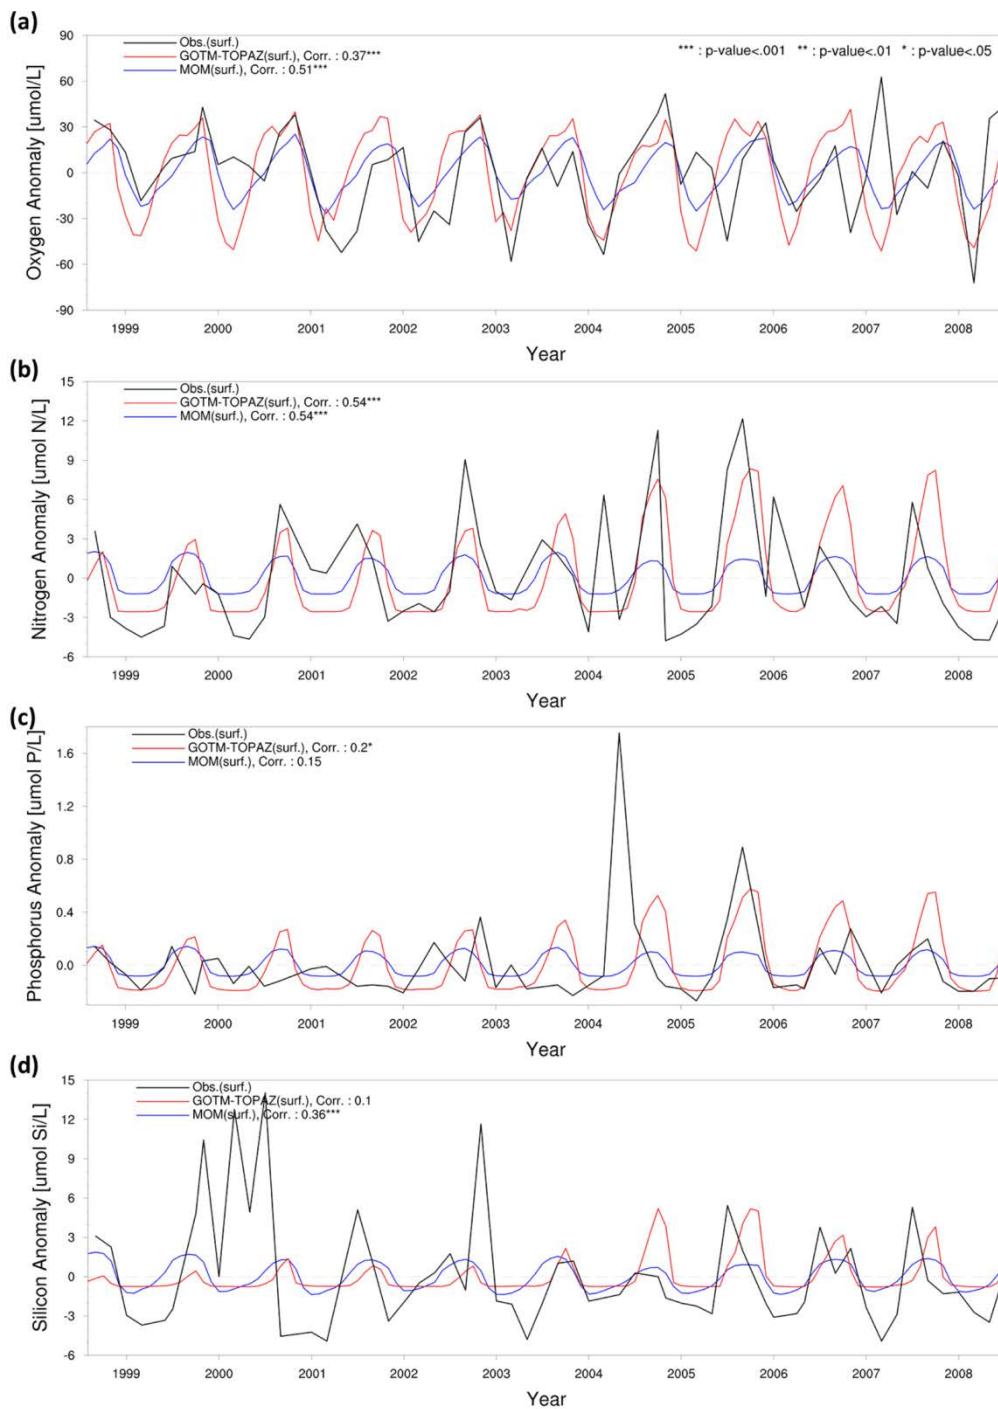 (a)
Obs.(surf.)
GOTM-TOPAZ(surf.), Corr. : 0.37***
MOM(surf.), Corr. : 0.51***
*** : p-value<.001 ** : p-value<.01 * : p-value<.05
Oxygen Anomaly [umol/L]
90
60
30
0
-30
-60
-90
1999 2000 2001 2002 2003 2004 2005 2006 2007 2008
Year
(b)
Obs.(surf.)
GOTM-TOPAZ(surf.), Corr. : 0.54***
MOM(surf.), Corr. : 0.54***
Nitrogen Anomaly [umol N/L]
15
12
9
6
3
0
-3
-6
1999 2000 2001 2002 2003 2004 2005 2006 2007 2008
Year
(c)
Obs.(surf.)
GOTM-TOPAZ(surf.), Corr. : 0.2*
MOM(surf.), Corr. : 0.15
Phosphorus Anomaly [umol P/L]
1.6
1.2
0.8
0.4
0.0
1999 2000 2001 2002 2003 2004 2005 2006 2007 2008
Year
(d)
Obs.(surf.)
GOTM-TOPAZ(surf.), Corr. : 0.1
MOM(surf.), Corr. : 0.36***
Silicon Anomaly [umol Si/L]
15
12
9
6
3
0
-3
-6
1999 2000 2001 2002 2003 2004 2005 2006 2007 2008
Year